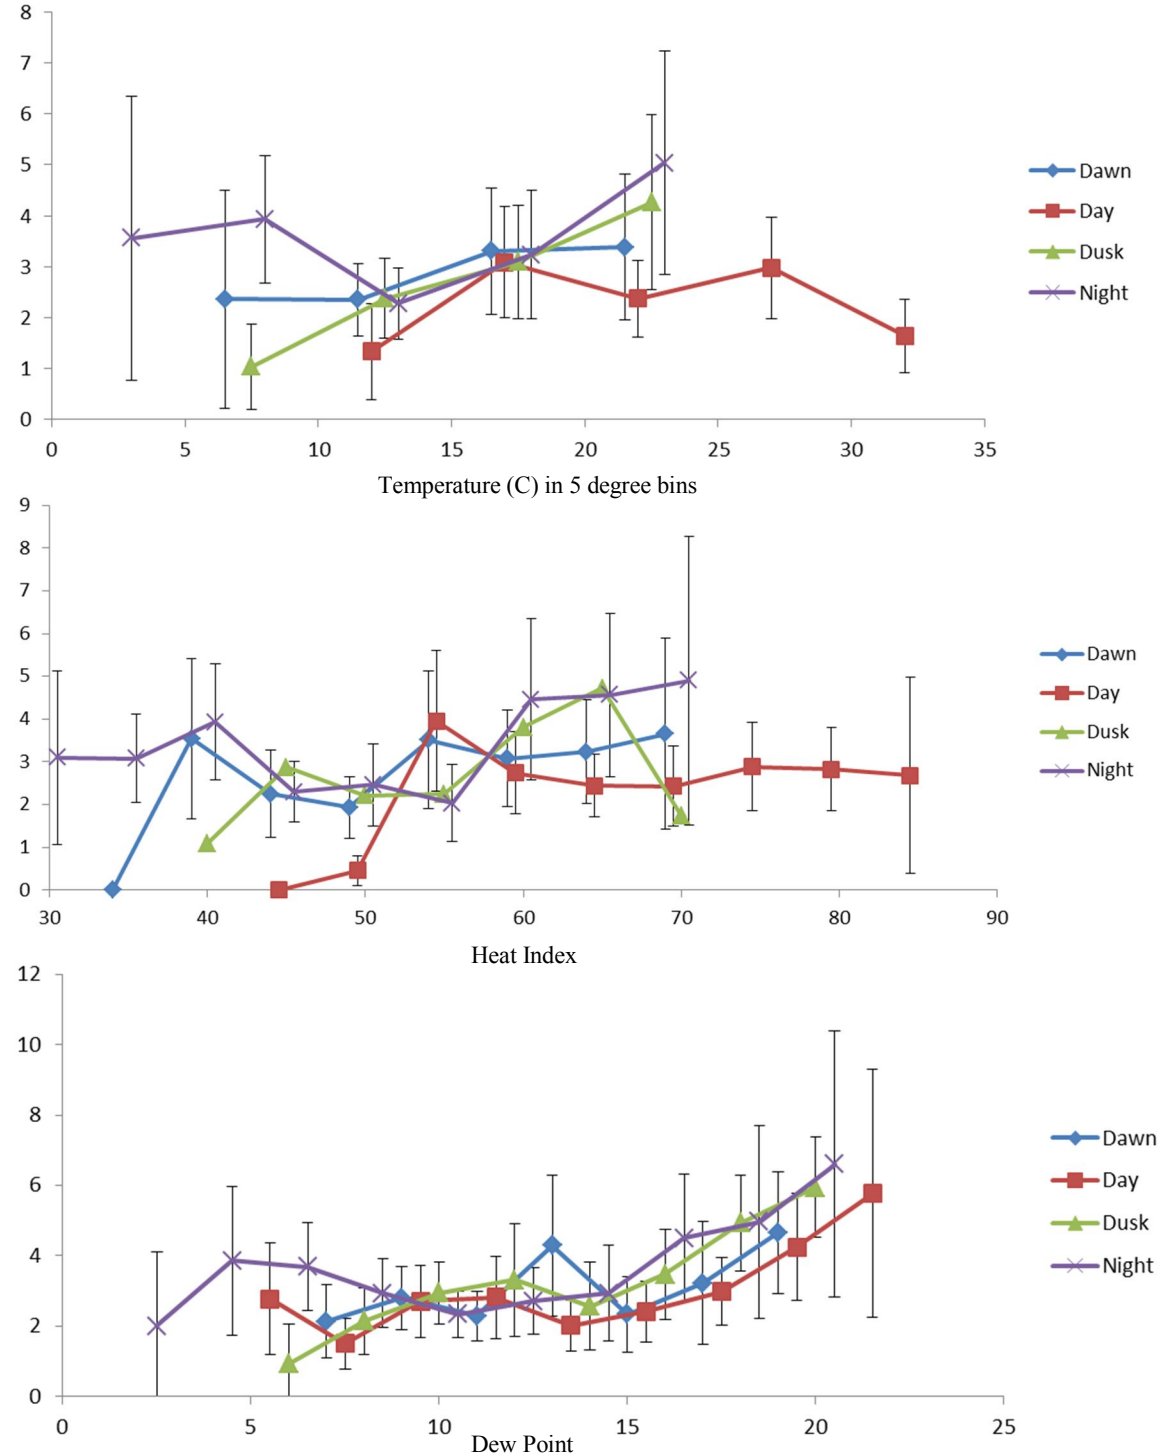 8
7
6
5
4
3
2
1
0
0 5 10 15 20 25 30 35
Temperature (C) in 5 degree bins
Dawn
Day
Dusk
Night
9
8
7
6
5
4
3
2
1
0
30 40 50 60 70 80 90
Heat Index
Dawn
Day
Dusk
Night
12
10
8
6
4
2
0
0 5 10 15 20 25
Dew Point
Dawn
Day
Dusk
Night